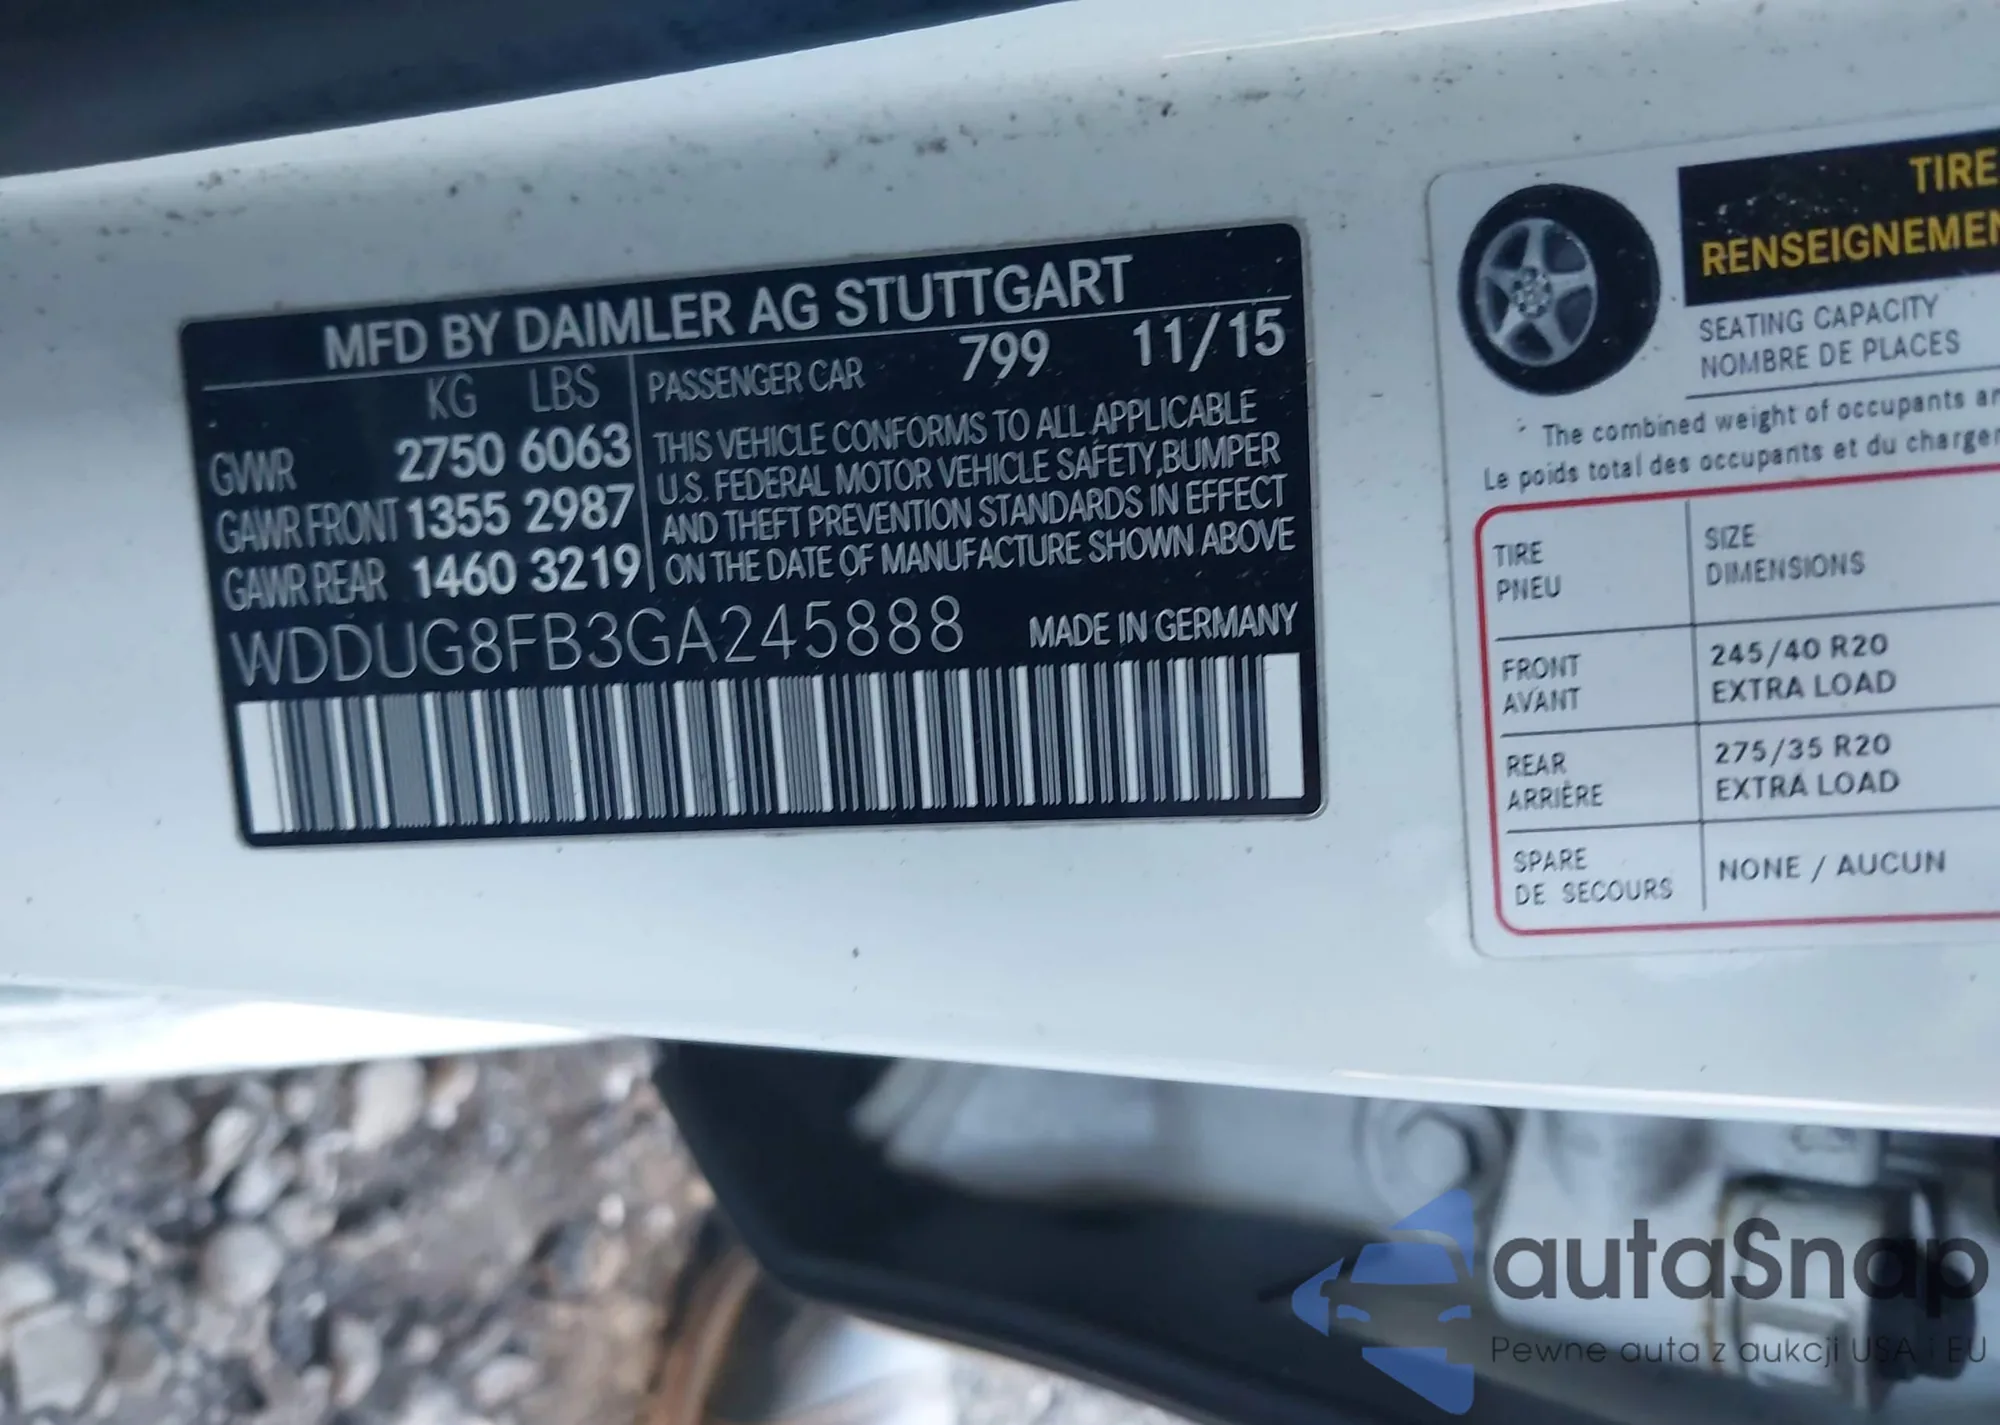 MFD BY DAIMLER AG STUTTGART
KG LBS
GVWR 2750 6063
GAWR FRONT 1355 2987
GAWR REAR 1460 3219
PASSENGER CAR 799 11/15
THIS VEHICLE CONFORMS TO ALL APPLICABLE
U.S. FEDERAL MOTOR VEHICLE SAFETY, BUMPER
AND THEFT PREVENTION STANDARDS IN EFFECT
ON THE DATE OF MANUFACTURE SHOWN ABOVE
WDDUG8FB3GA245888 MADE IN GERMANY
TIRE
RENSEIGNEMEN
SEATING CAPACITY
NOMBRE DE PLACES
The combined weight of occupants an
Le poids total des occupants et du charger
TIRE SIZE
PNEU DIMENSIONS
FRONT 245/40 R20
AVANT EXTRA LOAD
REAR 275/35 R20
ARRIÈRE EXTRA LOAD
SPARE NONE / AUCUN
DE SECOURS
autaSnap
Pewne auta z aukcji USA i EU